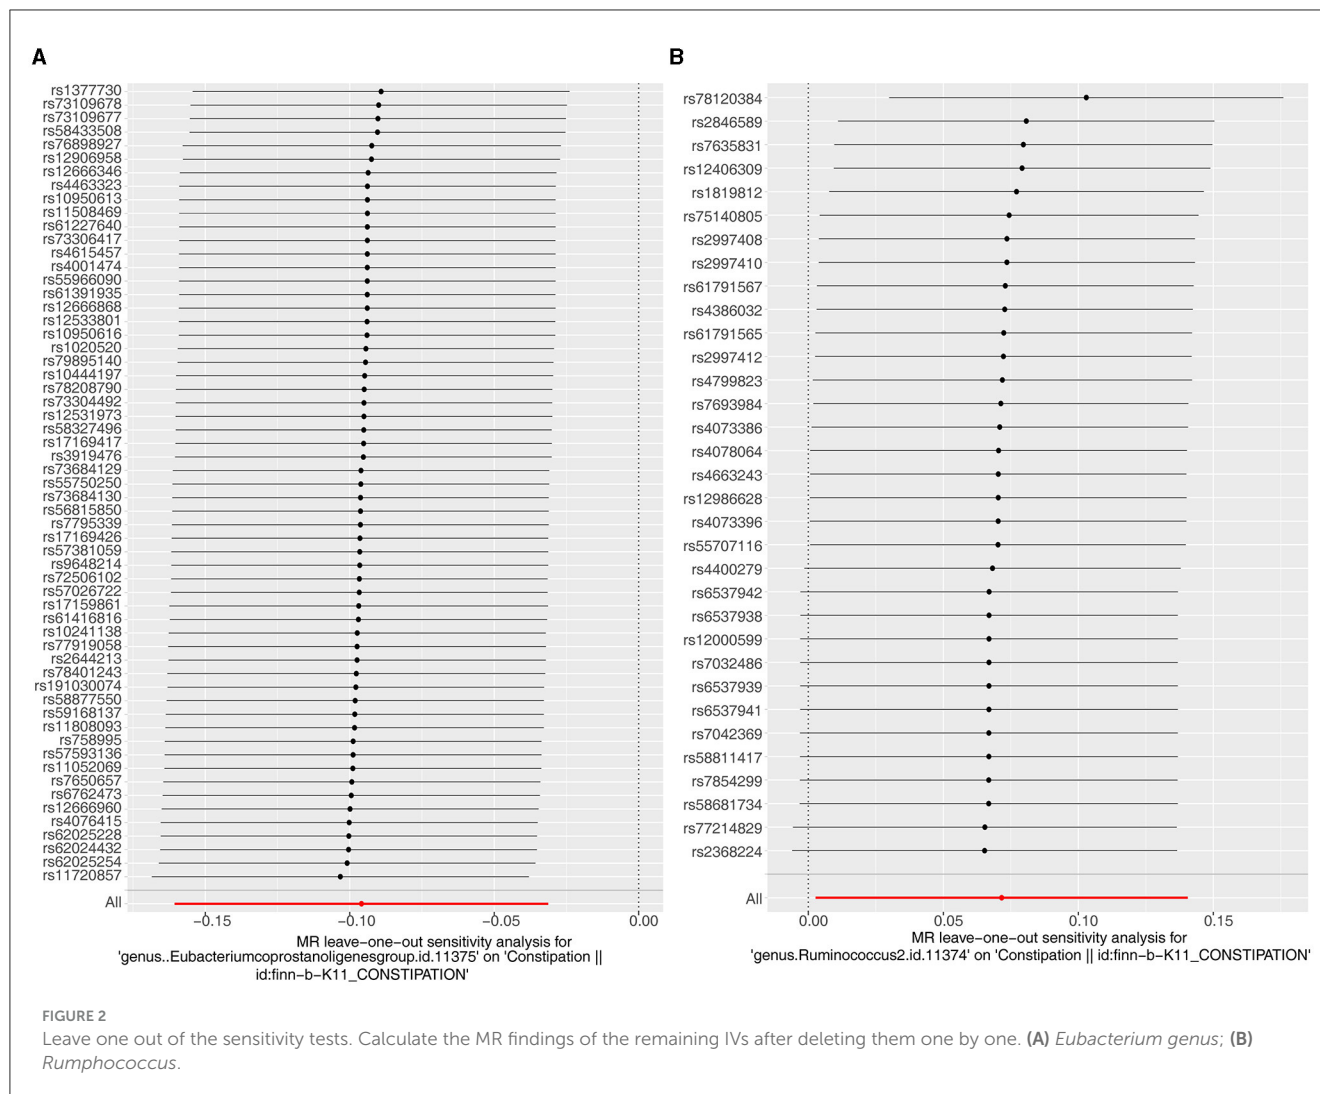 A
rs1377730
rs73109678
rs73109677
rs58433508
rs76898927
rs12906958
rs12666346
rs4463323
rs10950613
rs11508469
rs61227640
rs73306417
rs4615457
rs4001474
rs55966090
rs61391935
rs12666868
rs12533801
rs10950616
rs1020520
rs79895140
rs10444197
rs78208790
rs73304492
rs12531973
rs58327496
rs17169417
rs3919476
rs73684129
rs55750250
rs73684130
rs56815850
rs7795339
rs17169426
rs57381059
rs9648214
rs72506102
rs57026722
rs17159861
rs61416816
rs10241138
rs77919058
rs2644213
rs78401243
rs191030074
rs58877550
rs59168137
rs11808093
rs758995
rs57593136
rs11052069
rs7650657
rs6762473
rs12666960
rs4076415
rs62025228
rs62024432
rs62025254
rs11720857
All
−0.15 −0.10 −0.05 0.00
MR leave−one−out sensitivity analysis for
'genus..Eubacteriumcoprostanoligenesgroup.id.11375' on 'Constipation ||
id:finn−b−K11_CONSTIPATION'
B
rs78120384
rs2846589
rs7635831
rs12406309
rs1819812
rs75140805
rs2997408
rs2997410
rs61791567
rs4386032
rs61791565
rs2997412
rs4799823
rs7693984
rs4073386
rs4078064
rs4663243
rs12986628
rs4073396
rs55707116
rs4400279
rs6537942
rs6537938
rs12000599
rs7032486
rs6537939
rs6537941
rs7042369
rs58811417
rs7854299
rs58681734
rs77214829
rs2368224
All
0.00 0.05 0.10 0.15
MR leave−one−out sensitivity analysis for
'genus.Ruminococcus2.id.11374' on 'Constipation || id:finn−b−K11_CONSTIPATION'
FIGURE 2
Leave one out of the sensitivity tests. Calculate the MR findings of the remaining IVs after deleting them one by one. (A) Eubacterium genus; (B)
Rumphococcus.